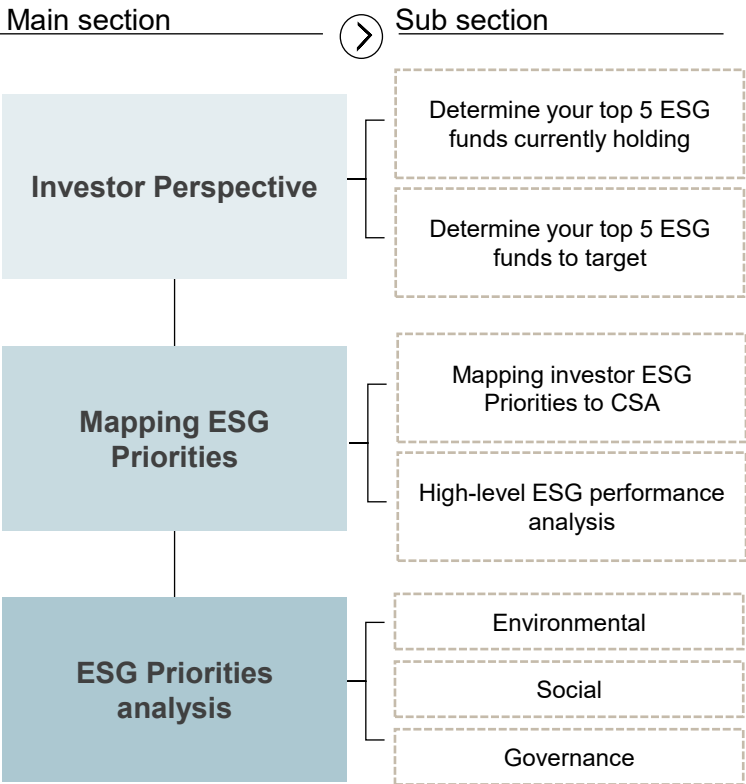 Main section
Sub section
Investor Perspective
Determine your top 5 ESG
funds currently holding
Determine your top 5 ESG
funds to target
Mapping ESG
Priorities
Mapping investor ESG
Priorities to CSA
High-level ESG performance
analysis
ESG Priorities
analysis
Environmental
Social
Governance